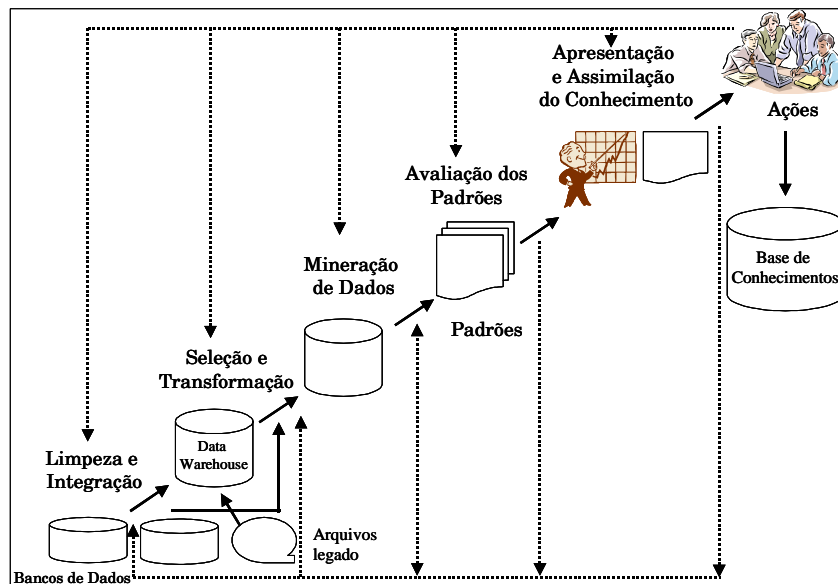 Apresentação
e Assimilação
do Conhecimento
Ações
Avaliação dos
Padrões
Base de
Conhecimentos
Mineração
de Dados
Padrões
Seleção e
Transformação
Data
Warehouse
Limpeza e
Integração
Arquivos
legado
Bancos de Dados